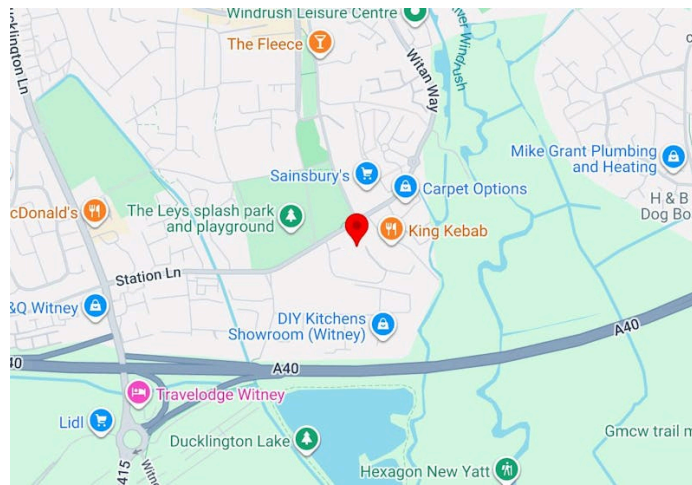 Windrush Leisure Centre
The Fleece
Witan Way
Sainsbury's
Carpet Options
Mike Grant Plumbing
and Heating
H & B
Dog Bo
cDonald's
The Leys splash park
and playground
King Kebab
Station Ln
&Q Witney
DIY Kitchens
Showroom (Witney)
A40
40
A40
Travelodge Witney
Lidl
Ducklington Lake
Gmcw trail m
Hexagon New Yatt
415
Witne